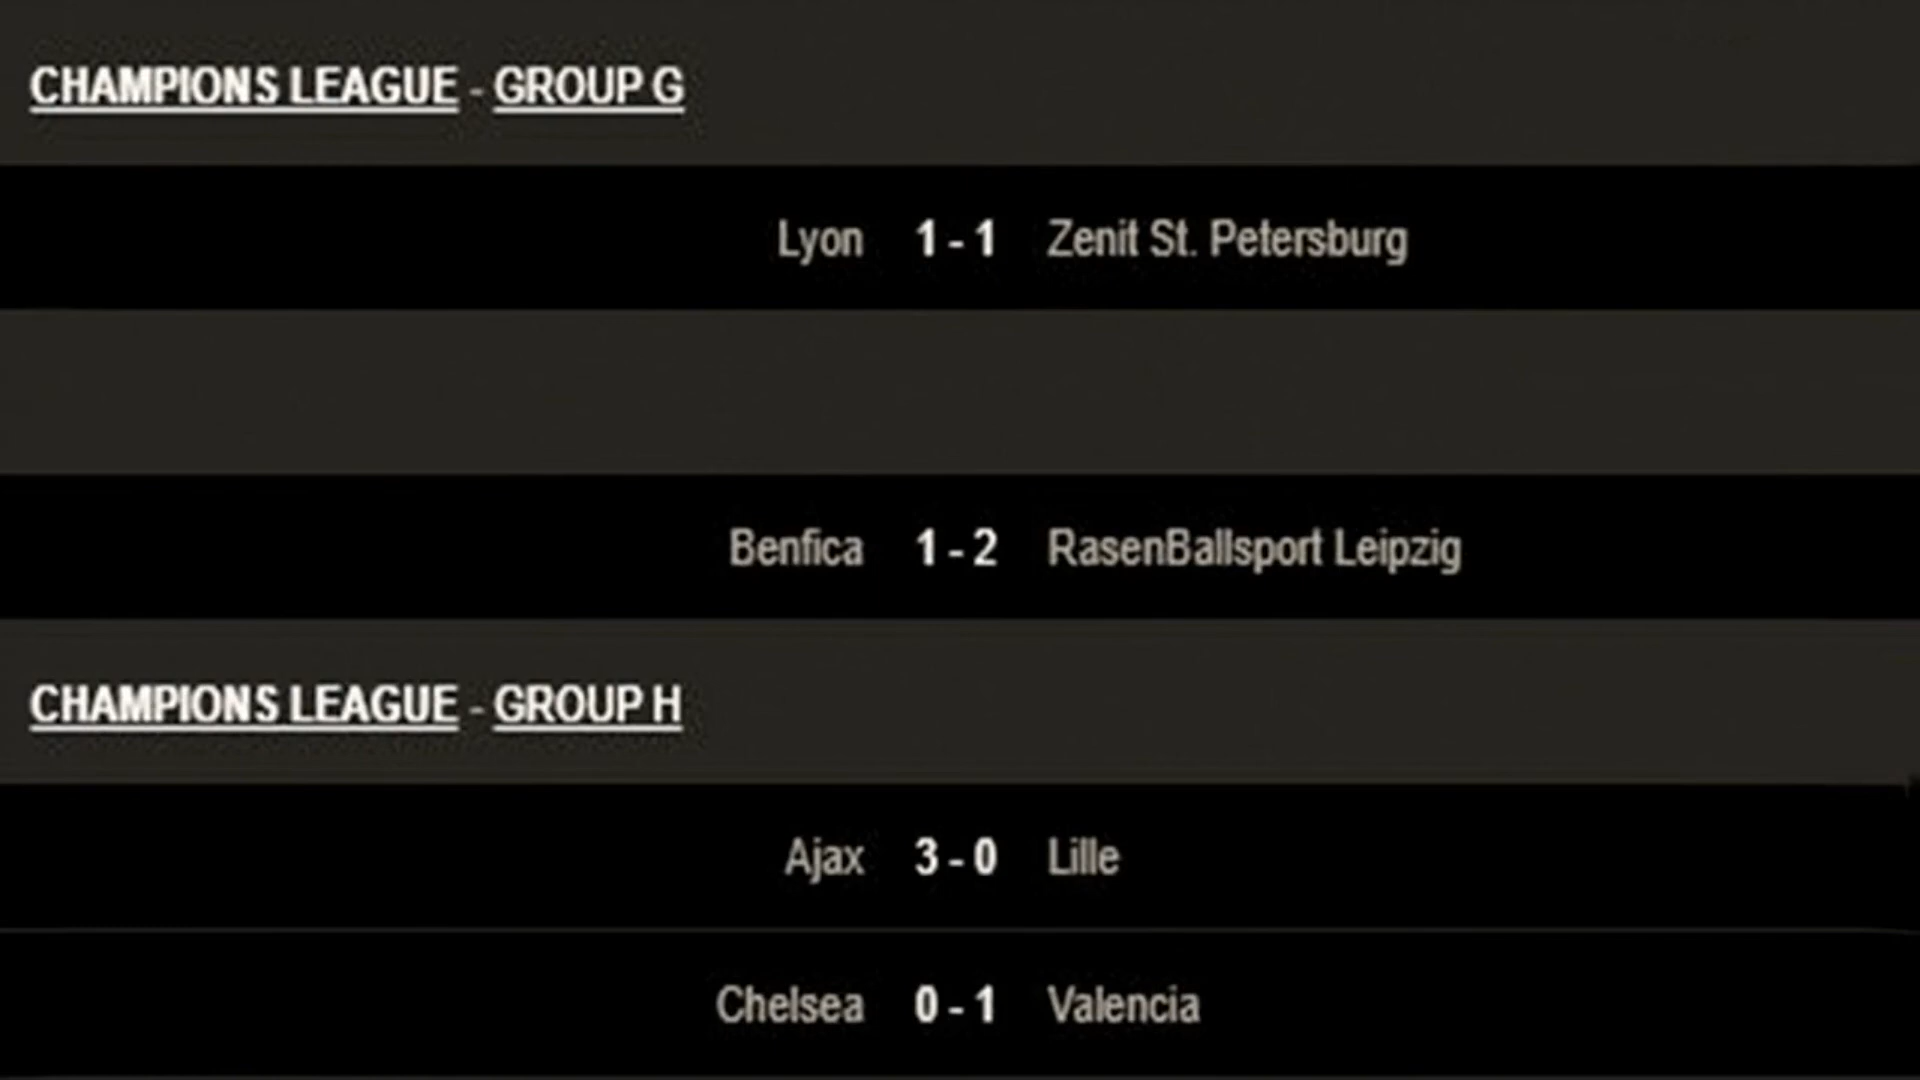 CHAMPIONS LEAGUE - GROUP G
Lyon 1 - 1 Zenit St. Petersburg
Benfica 1 - 2 RasenBallsport Leipzig
CHAMPIONS LEAGUE - GROUP H
Ajax 3 - 0 Lille
Chelsea 0 - 1 Valencia